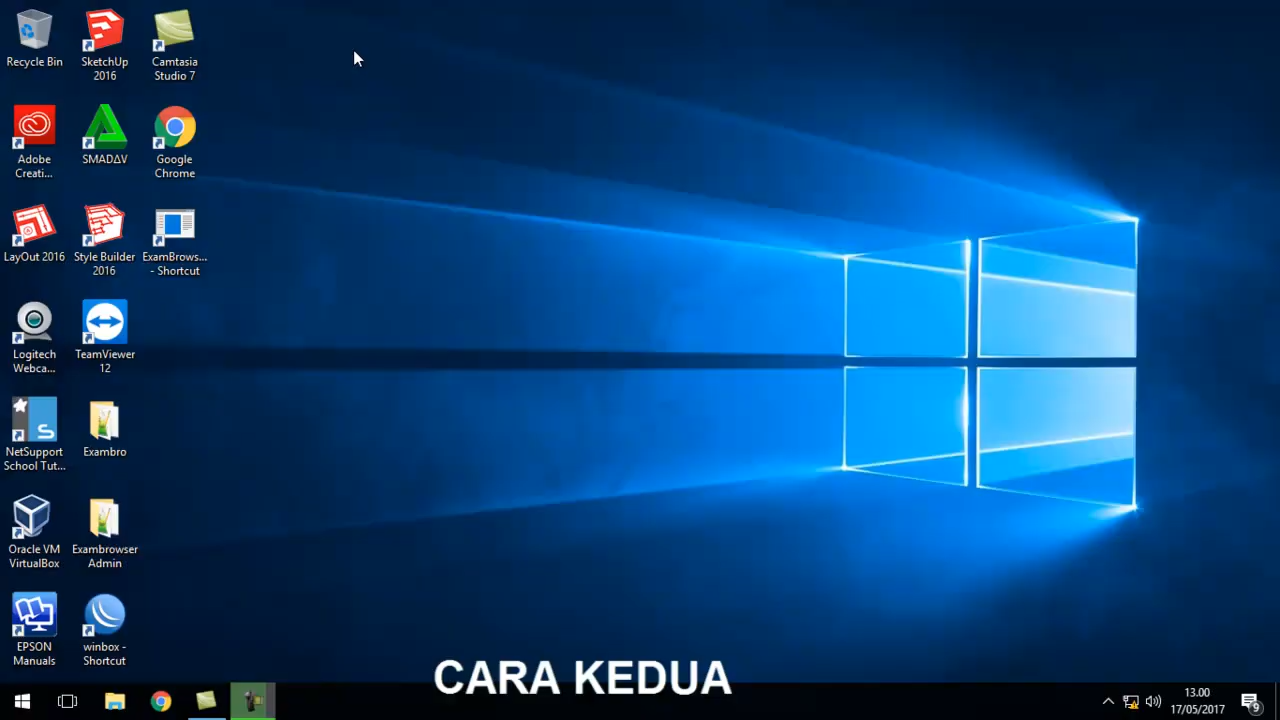 Recycle Bin
SketchUp
2016
Camtasia
Studio 7
Adobe
Creati...
SMADΔV
Google
Chrome
LayOut 2016
Style Builder
2016
ExamBrows...
- Shortcut
Logitech
Webca...
TeamViewer
12
NetSupport
School Tut...
S
Exambro
Oracle VM
VirtualBox
Exambrowser
Admin
EPSON
Manuals
winbox -
Shortcut
CARA KEDUA
13.00
17/05/2017
9